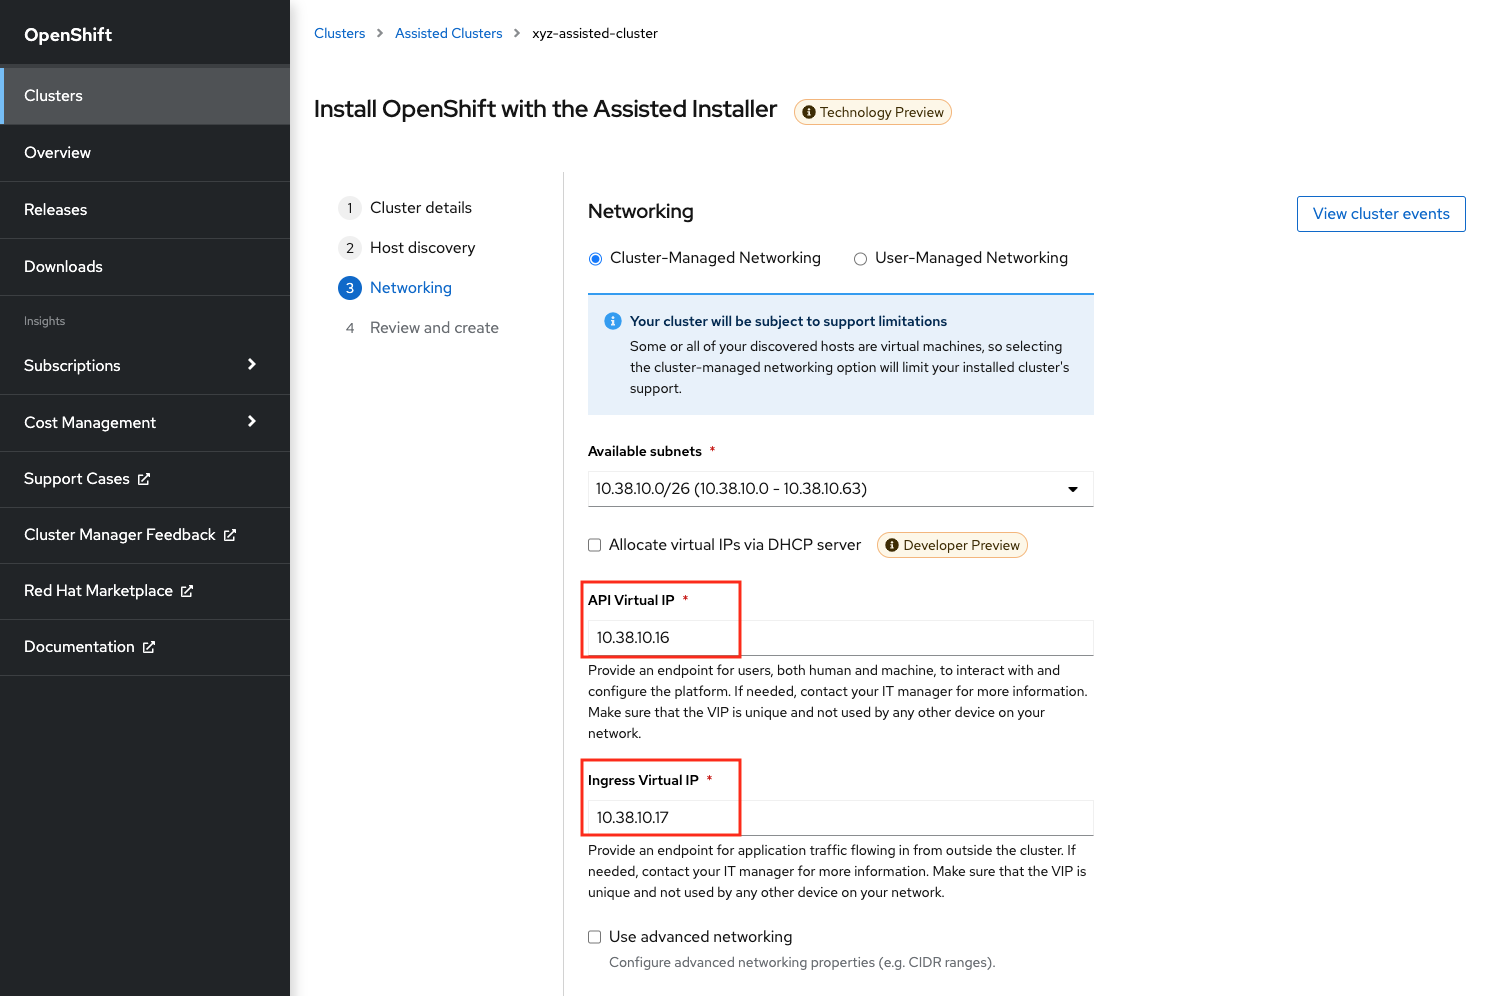 OpenShift
Clusters
Overview
Releases
Downloads
Insights
Subscriptions
Cost Management
Support Cases
Cluster Manager Feedback
Red Hat Marketplace
Documentation
Clusters > Assisted Clusters > xyz-assisted-cluster
Install OpenShift with the Assisted Installer Technology Preview
1 Cluster details
2 Host discovery
3 Networking
4 Review and create
Networking
View cluster events
Cluster-Managed Networking User-Managed Networking
Your cluster will be subject to support limitations
Some or all of your discovered hosts are virtual machines, so selecting
the cluster-managed networking option will limit your installed cluster's
support.
Available subnets *
10.38.10.0/26 (10.38.10.0 - 10.38.10.63)
Allocate virtual IPs via DHCP server Developer Preview
API Virtual IP *
10.38.10.16
Provide an endpoint for users, both human and machine, to interact with and
configure the platform. If needed, contact your IT manager for more information.
Make sure that the VIP is unique and not used by any other device on your
network.
Ingress Virtual IP *
10.38.10.17
Provide an endpoint for application traffic flowing in from outside the cluster. If
needed, contact your IT manager for more information. Make sure that the VIP is
unique and not used by any other device on your network.
Use advanced networking
Configure advanced networking properties (e.g. CIDR ranges).